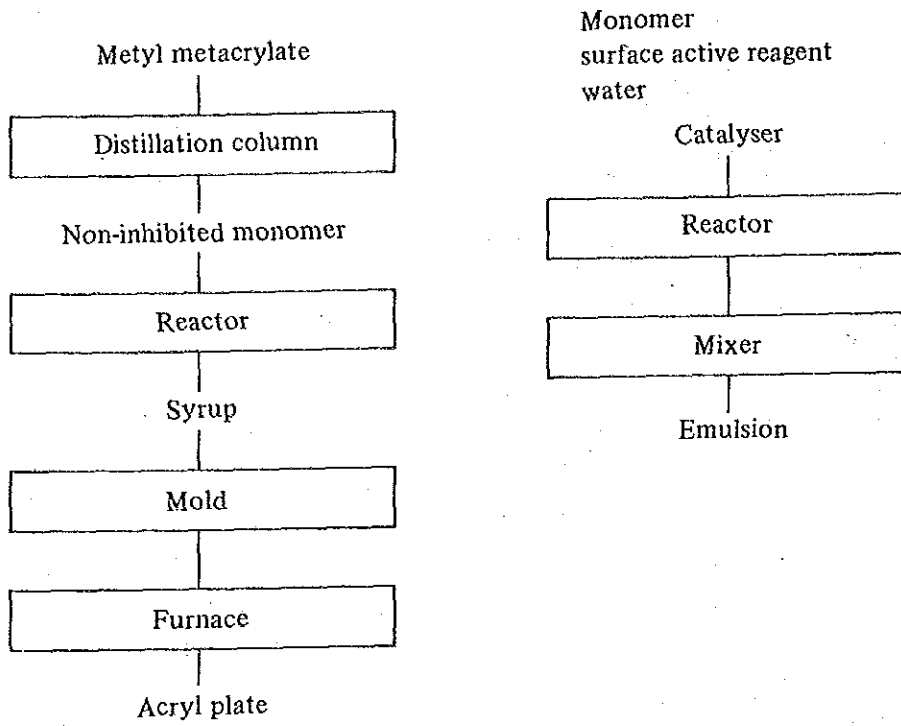 Metyl metacrylate
Distillation column
Non-inhibited monomer
Reactor
Syrup
Mold
Furnace
Acryl plate
Monomer
surface active reagent
water
Catalyser
Reactor
Mixer
Emulsion